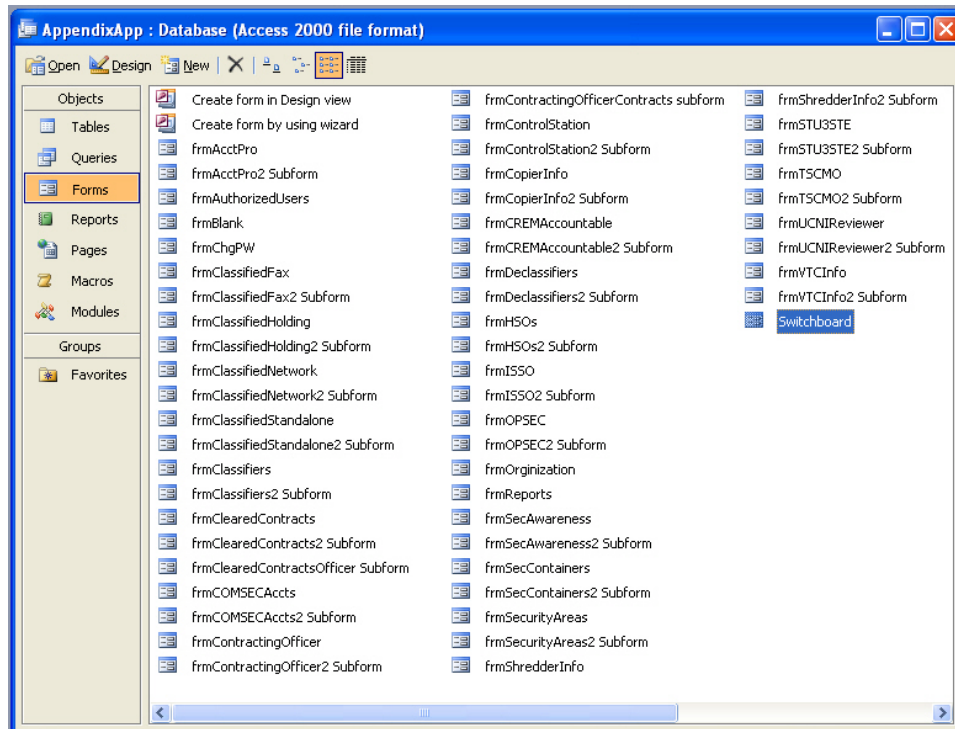 AppendixApp : Database (Access 2000 file format)
Open Design New
Objects
Tables
Queries
Forms
Reports
Pages
Macros
Modules
Groups
Favorites
Create form in Design view
Create form by using wizard
frmAcctPro
frmAcctPro2 Subform
frmAuthorizedUsers
frmBlank
frmChgPW
frmClassifiedFax
frmClassifiedFax2 Subform
frmClassifiedHolding
frmClassifiedHolding2 Subform
frmClassifiedNetwork
frmClassifiedNetwork2 Subform
frmClassifiedStandalone
frmClassifiedStandalone2 Subform
frmClassifiers
frmClassifiers2 Subform
frmClearedContracts
frmClearedContracts2 Subform
frmClearedContractsOfficer Subform
frmCOMSECAccts
frmCOMSECAccts2 Subform
frmContractingOfficer
frmContractingOfficer2 Subform
frmContractingOfficerContracts subform
frmControlStation
frmControlStation2 Subform
frmCopierInfo
frmCopierInfo2 Subform
frmCREMAccountable
frmCREMAccountable2 Subform
frmDeclassifiers
frmDeclassifiers2 Subform
frmHSOs
frmHSOs2 Subform
frmISSO
frmISSO2 Subform
frmOPSEC
frmOPSEC2 Subform
frmOrginization
frmReports
frmSecAwareness
frmSecAwareness2 Subform
frmSecContainers
frmSecContainers2 Subform
frmSecurityAreas
frmSecurityAreas2 Subform
frmShredderInfo
frmShredderInfo2 Subform
frmSTU3STE
frmSTU3STE2 Subform
frmTSCMO
frmTSCMO2 Subform
frmUCNIReviewer
frmUCNIReviewer2 Subform
frmVTCInfo
frmVTCInfo2 Subform
Switchboard